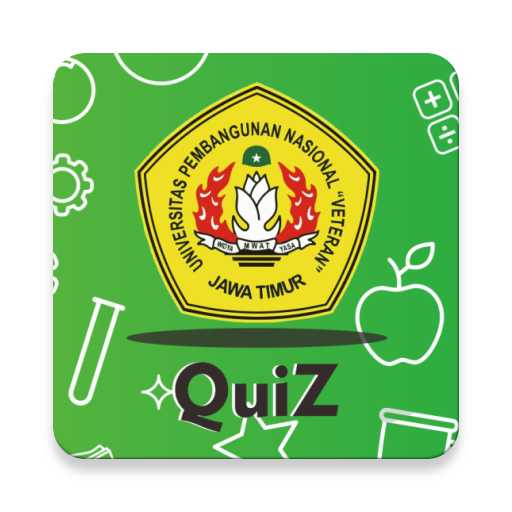 UNIVERSITAS PEMBANGUNAN NASIONAL "VETERAN"
WIDYA MWAT YASA
JAWA TIMUR
QuiZ